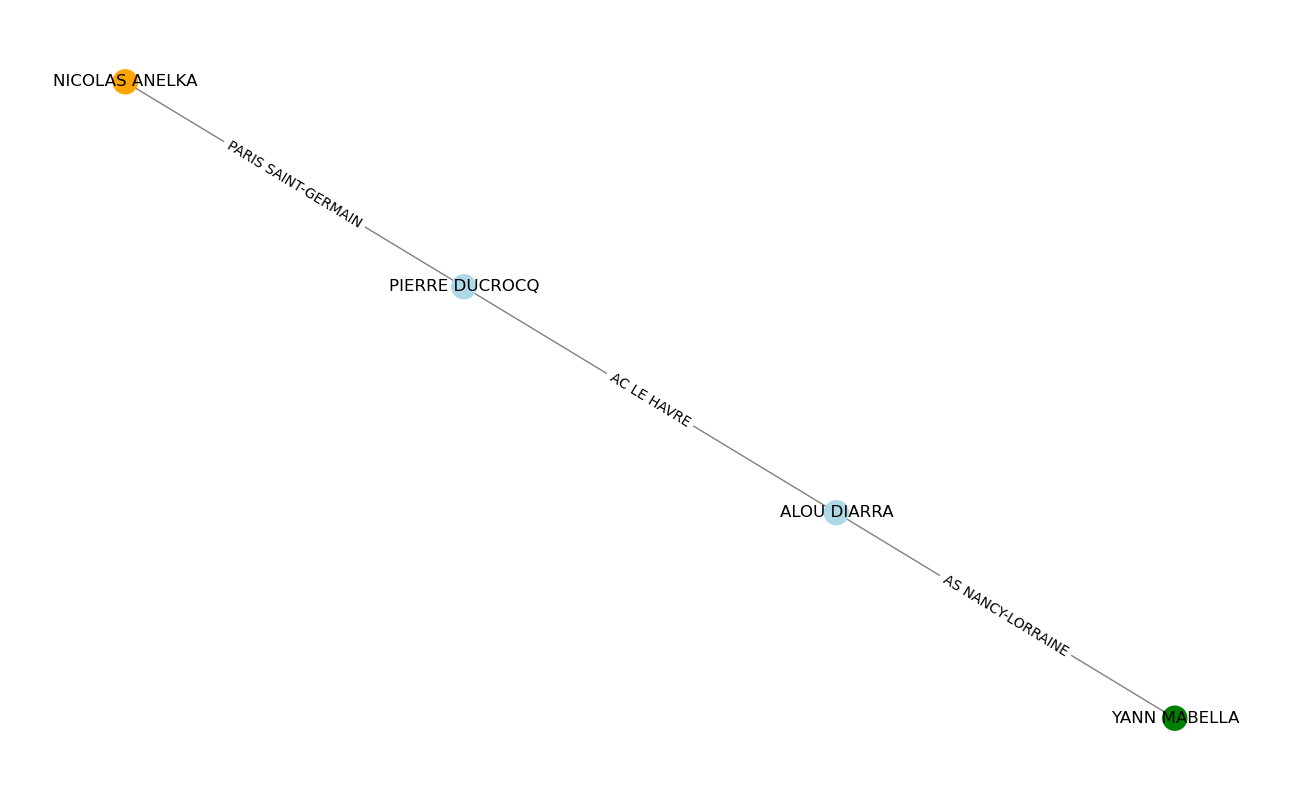 NICOLAS ANELKA
PARIS SAINT-GERMAIN
PIERRE DUCROCQ
AC LE HAVRE
ALOU DIARRA
AS NANCY-LORRAINE
YANN MABELLA